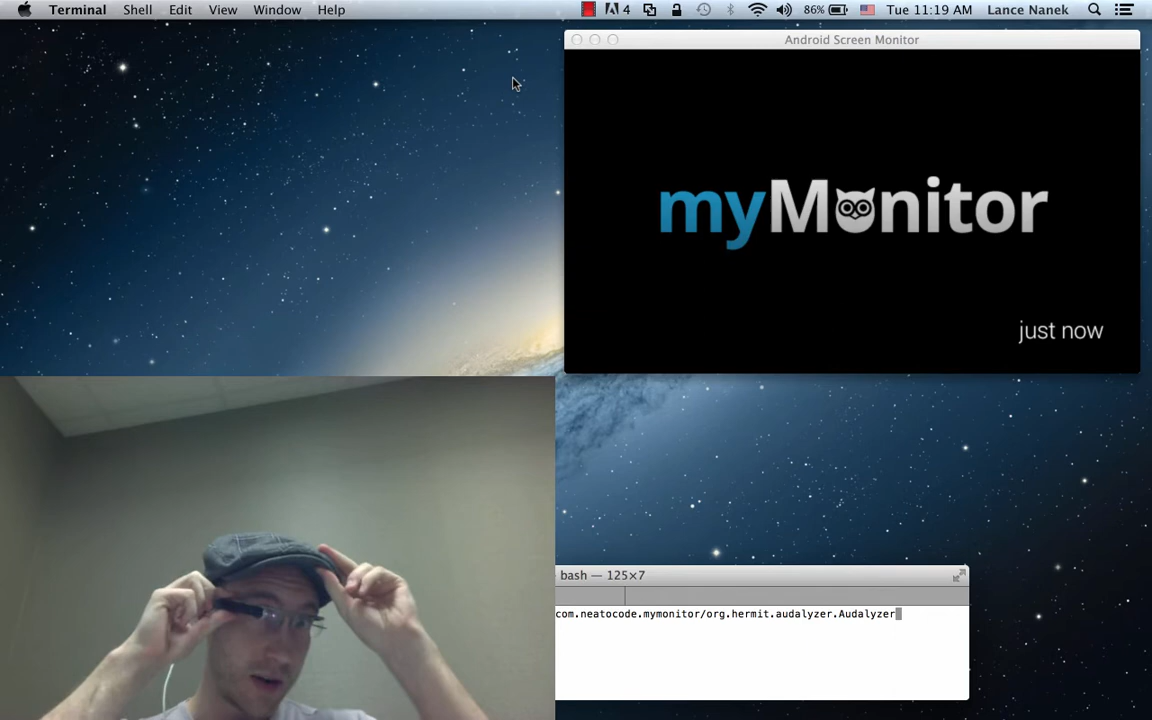 Terminal Shell Edit View Window Help 4 86% Tue 11:19 AM Lance Nanek
Android Screen Monitor
myMonitor
just now
bash — 125×7
com.neatocode.mymonitor/org.hermit.audalyzer.Audalyzer